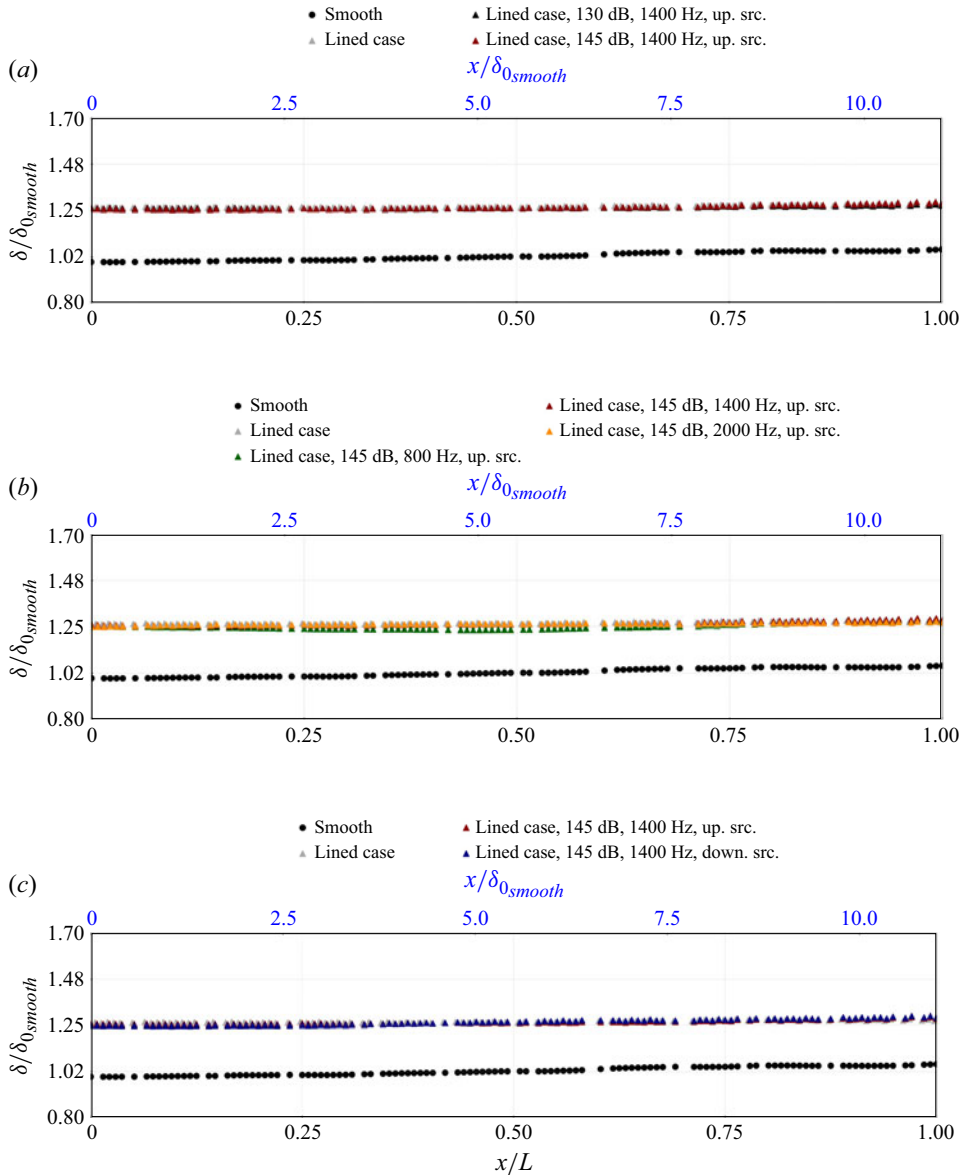 ● Smooth ▲ Lined case, 130 dB, 1400 Hz, up. src.
▲ Lined case ▲ Lined case, 145 dB, 1400 Hz, up. src.
(a)
x/δ0smooth
0 2.5 5.0 7.5 10.0
δ/δ0smooth
1.70
1.48
1.25
1.02
0.80
0 0.25 0.50 0.75 1.00
● Smooth ▲ Lined case, 145 dB, 1400 Hz, up. src.
▲ Lined case ▲ Lined case, 145 dB, 2000 Hz, up. src.
▲ Lined case, 145 dB, 800 Hz, up. src.
(b)
x/δ0smooth
0 2.5 5.0 7.5 10.0
δ/δ0smooth
1.70
1.48
1.25
1.02
0.80
0 0.25 0.50 0.75 1.00
● Smooth ▲ Lined case, 145 dB, 1400 Hz, up. src.
▲ Lined case ▲ Lined case, 145 dB, 1400 Hz, down. src.
(c)
x/δ0smooth
0 2.5 5.0 7.5 10.0
δ/δ0smooth
1.70
1.48
1.25
1.02
0.80
0 0.25 0.50 0.75 1.00
x/L